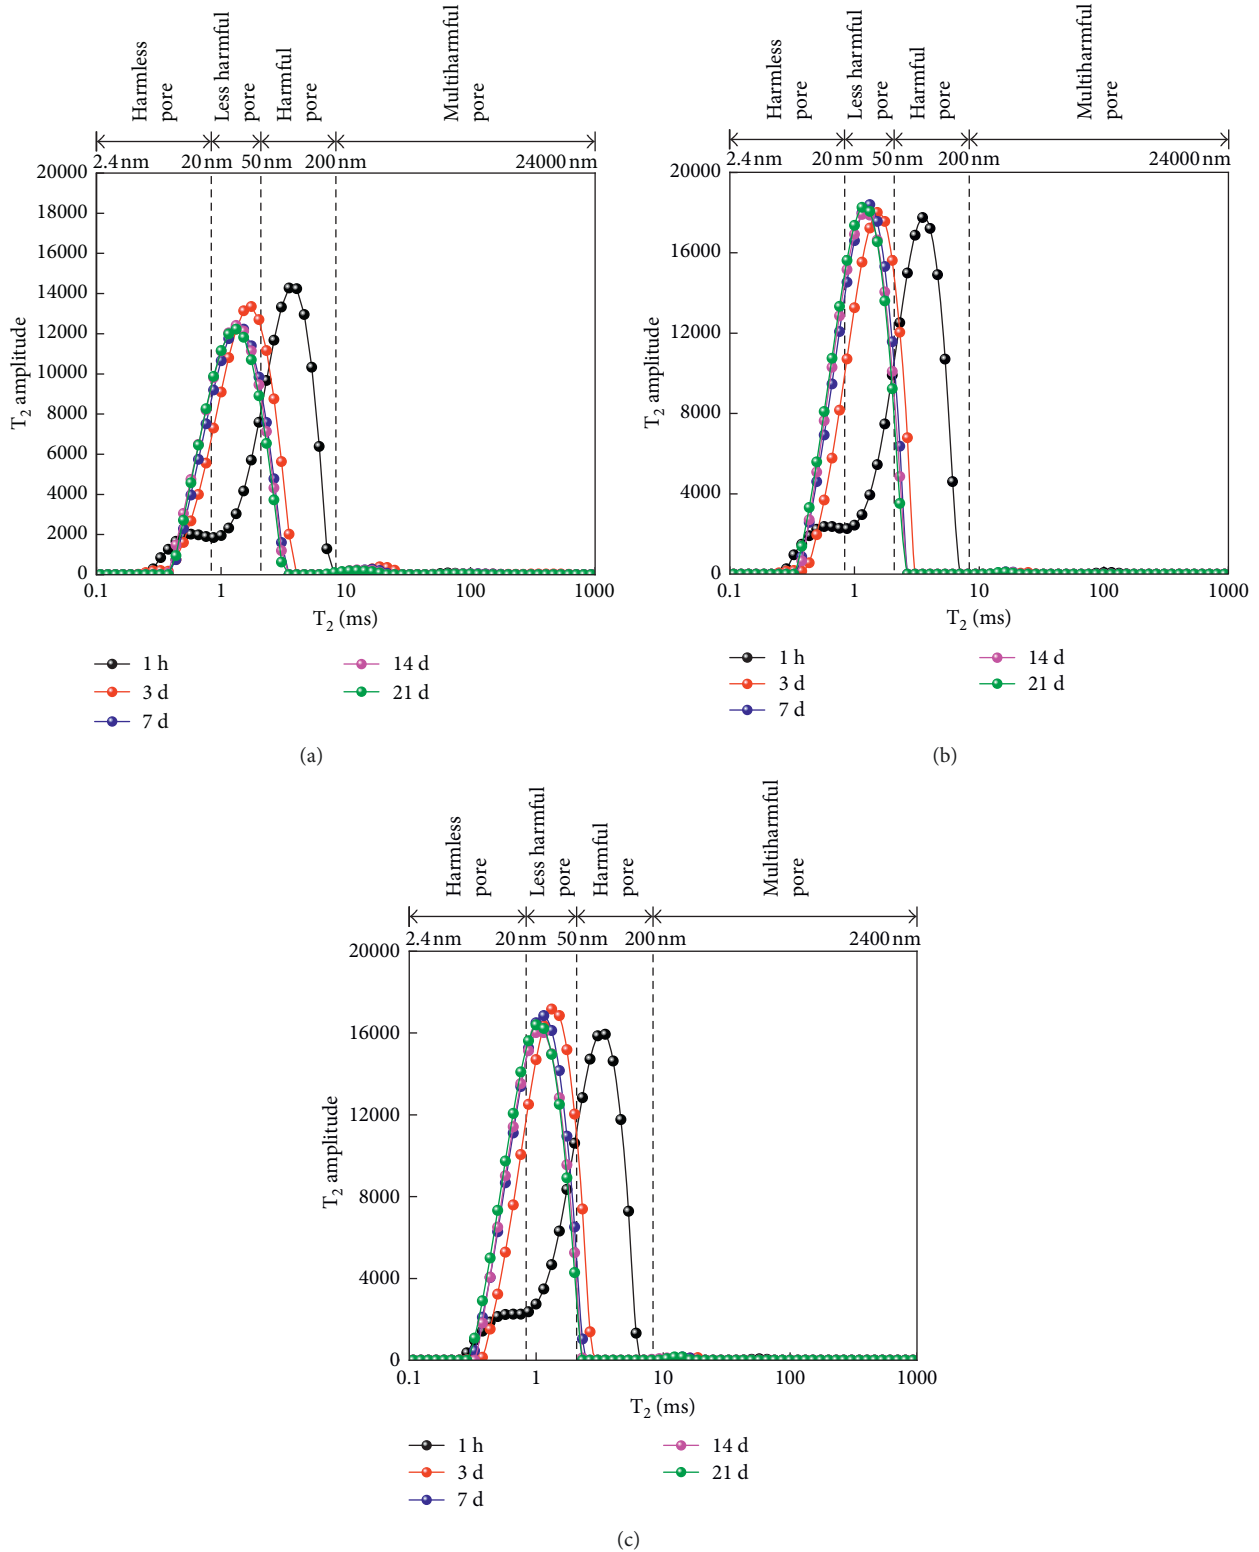 Harmless
pore
Less harmful
pore
Harmful
pore
Multiharmful
pore
2.4 nm
20 nm
50 nm
200 nm
24000 nm
20000
18000
16000
14000
12000
10000
8000
6000
4000
2000
0
T2 amplitude
0.1
1
10
100
1000
T2 (ms)
1 h
3 d
7 d
14 d
21 d
(a)
Harmless
pore
Less harmful
pore
Harmful
pore
Multiharmful
pore
2.4 nm
20 nm
50 nm
200 nm
24000 nm
20000
16000
12000
8000
4000
0
T2 amplitude
0.1
1
10
100
1000
T2 (ms)
1 h
3 d
7 d
14 d
21 d
(b)
Harmless
pore
Less harmful
pore
Harmful
pore
Multiharmful
pore
2.4 nm
20 nm
50 nm
200 nm
2400 nm
20000
16000
12000
8000
4000
0
T2 amplitude
0.1
1
10
100
1000
T2 (ms)
1 h
3 d
7 d
14 d
21 d
(c)